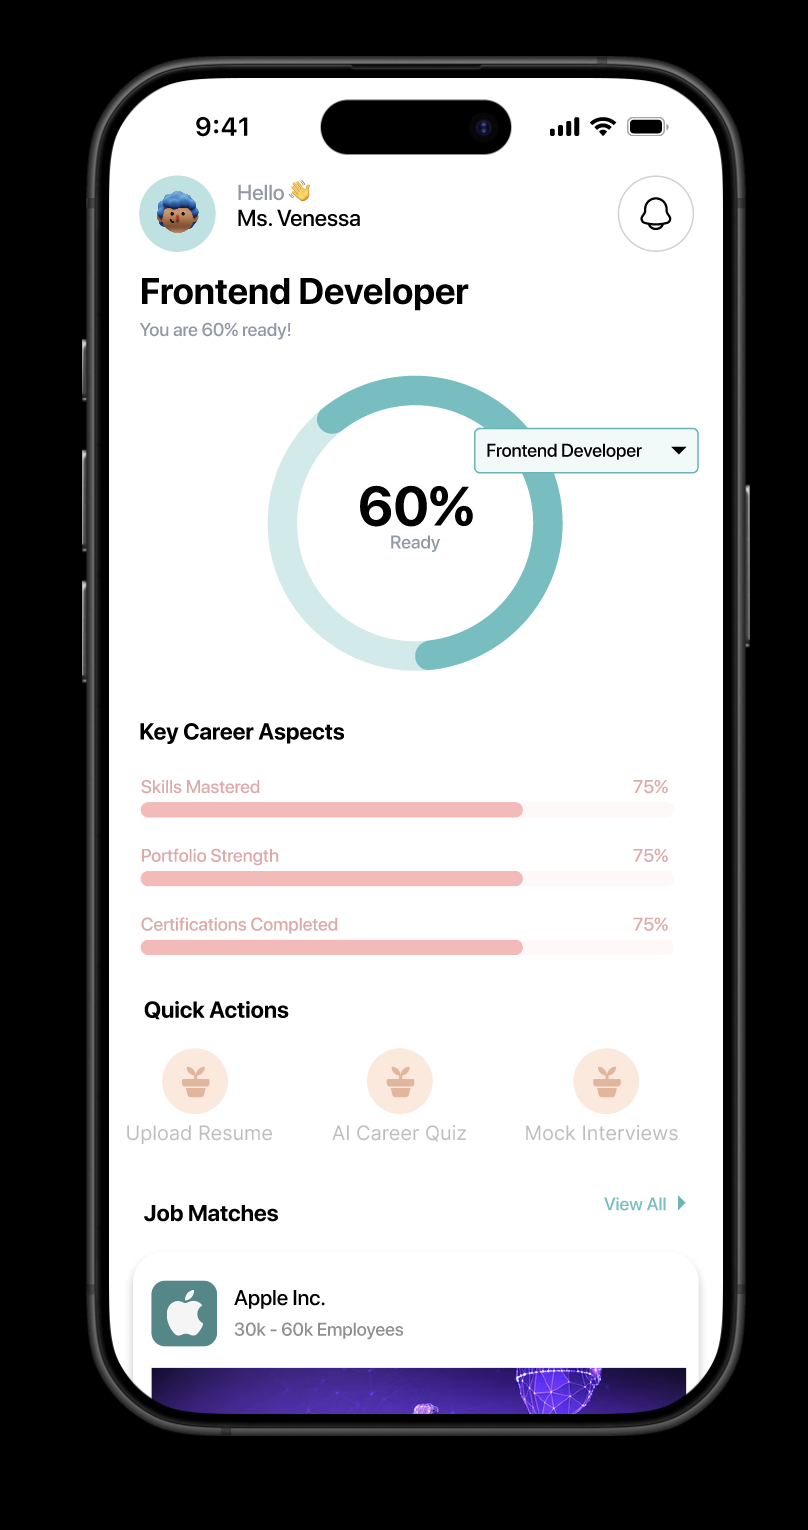 9:41
Hello 👋
Ms. Venessa
Frontend Developer
You are 60% ready!
Frontend Developer
60%
Ready
Key Career Aspects
Skills Mastered 75%
Portfolio Strength 75%
Certifications Completed 75%
Quick Actions
Upload Resume AI Career Quiz Mock Interviews
Job Matches View All
Apple Inc.
30k - 60k Employees